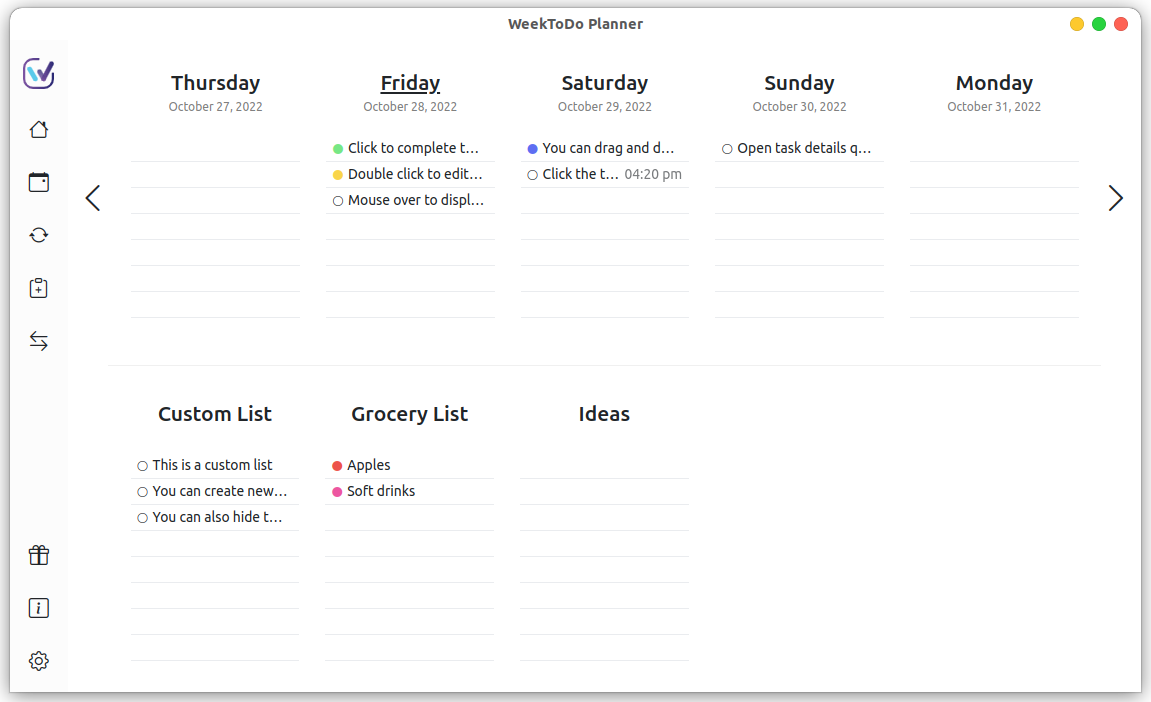 WeekToDo Planner
Thursday
October 27, 2022
Friday
October 28, 2022
Click to complete t...
Double click to edit...
Mouse over to displ...
Saturday
October 29, 2022
You can drag and d...
Click the t... 04:20 pm
Sunday
October 30, 2022
Open task details q...
Monday
October 31, 2022
Custom List
This is a custom list
You can create new...
You can also hide t...
Grocery List
Apples
Soft drinks
Ideas